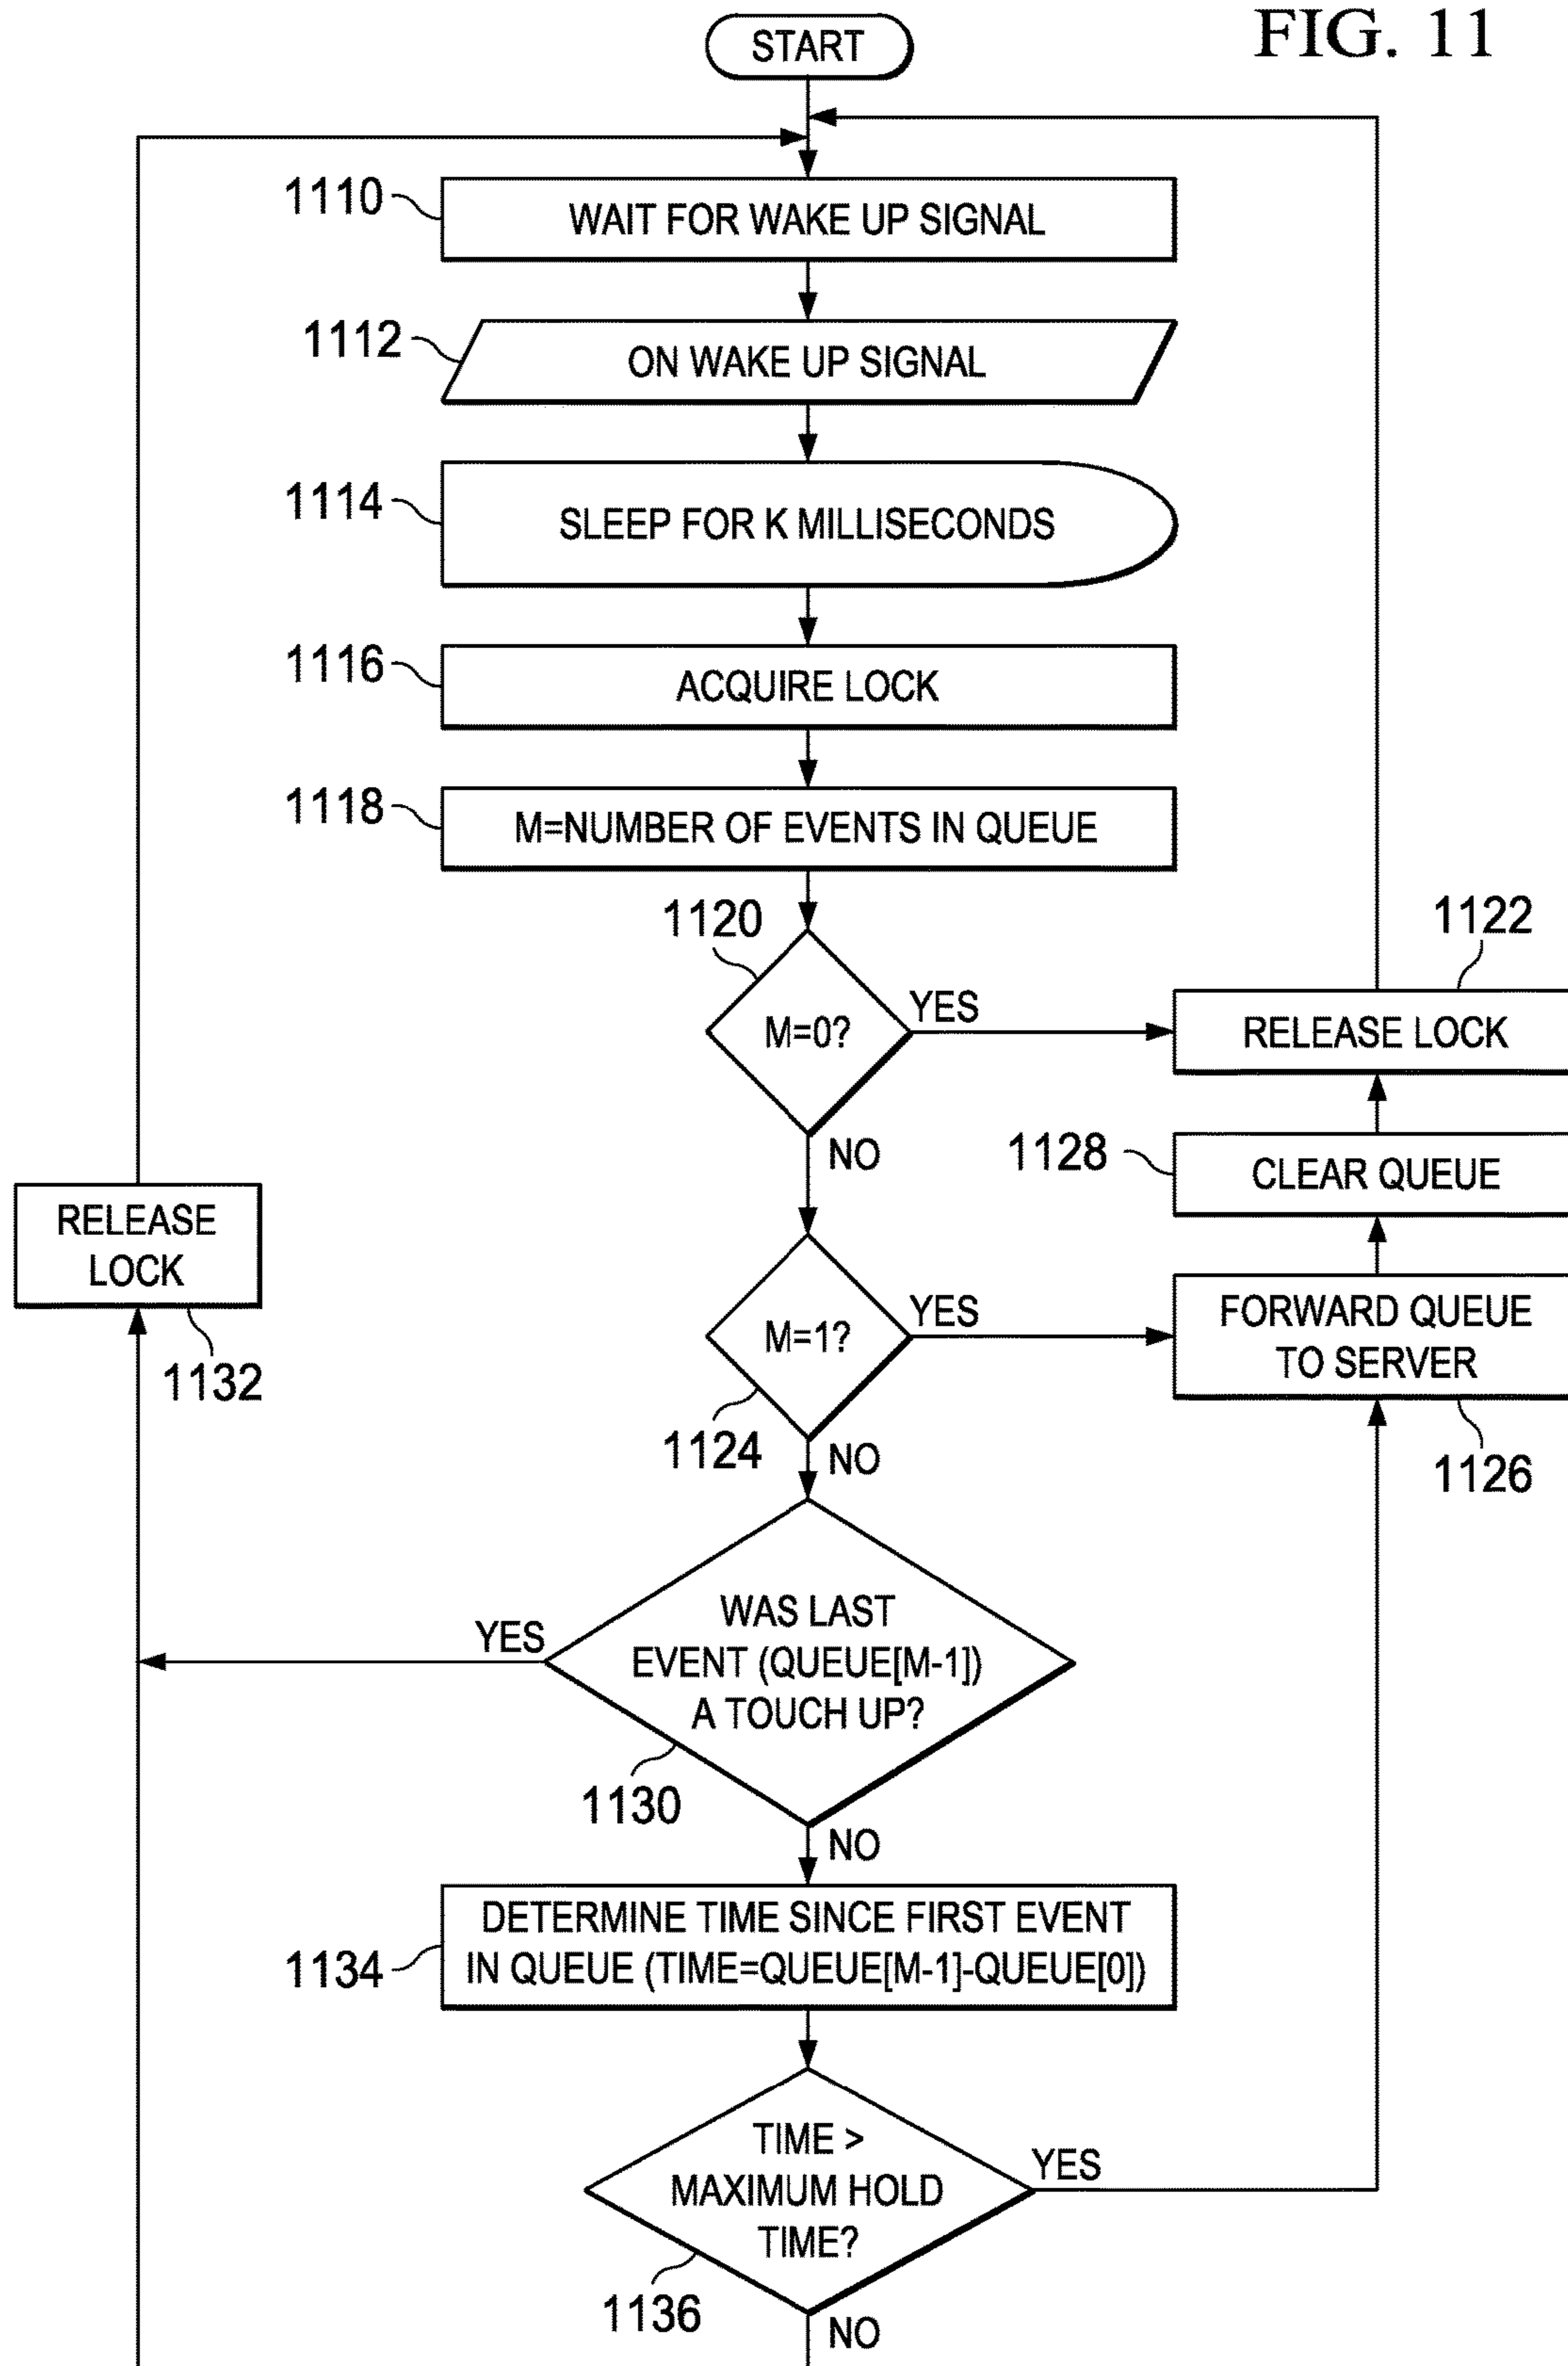 FIG. 11
START
1110
WAIT FOR WAKE UP SIGNAL
1112
ON WAKE UP SIGNAL
1114
SLEEP FOR K MILLISECONDS
1116
ACQUIRE LOCK
1118
M=NUMBER OF EVENTS IN QUEUE
1120
M=0?
YES
NO
1122
RELEASE LOCK
1128
CLEAR QUEUE
RELEASE
LOCK
1132
M=1?
YES
1124
NO
FORWARD QUEUE
TO SERVER
1126
WAS LAST
EVENT (QUEUE[M-1])
A TOUCH UP?
YES
1130
NO
1134
DETERMINE TIME SINCE FIRST EVENT
IN QUEUE (TIME=QUEUE[M-1]-QUEUE[0])
TIME >
MAXIMUM HOLD
TIME?
YES
1136
NO